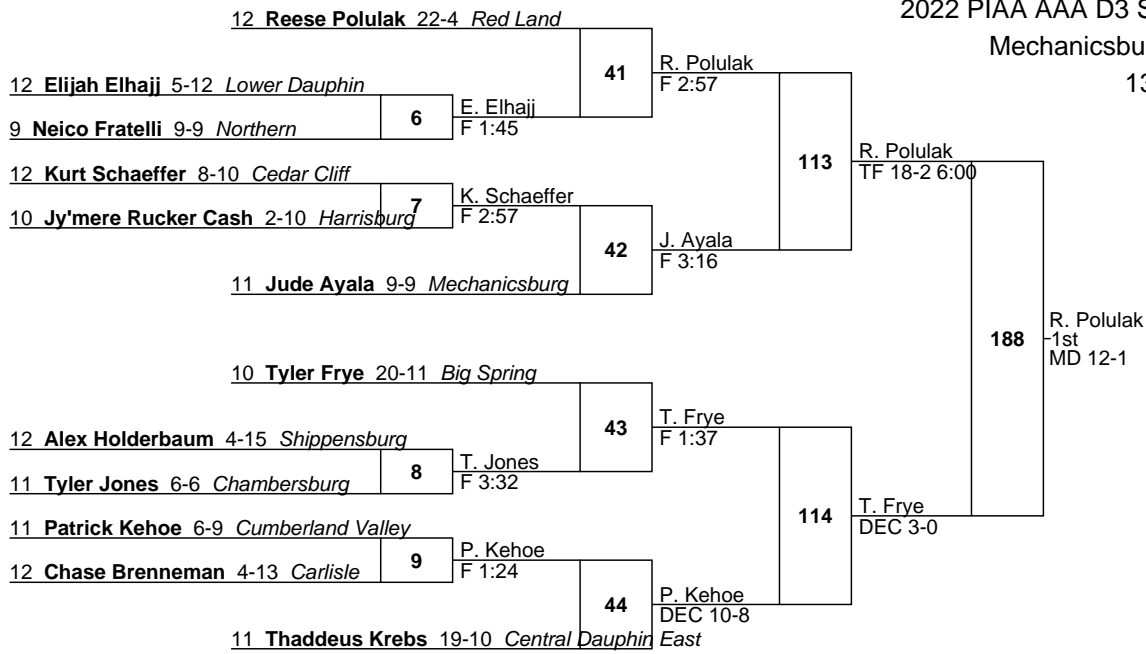 2022 PIAA AAA D3 S
Mechanicsbu
13
12 Reese Polulak 22-4 Red Land
41
R. Polulak
F 2:57
12 Elijah Elhajj 5-12 Lower Dauphin
6
E. Elhajj
F 1:45
9 Neico Fratelli 9-9 Northern
113
R. Polulak
TF 18-2 6:00
12 Kurt Schaeffer 8-10 Cedar Cliff
7
K. Schaeffer
F 2:57
10 Jy'mere Rucker Cash 2-10 Harrisburg
42
J. Ayala
F 3:16
11 Jude Ayala 9-9 Mechanicsburg
188
R. Polulak
1st
MD 12-1
10 Tyler Frye 20-11 Big Spring
43
T. Frye
F 1:37
12 Alex Holderbaum 4-15 Shippensburg
8
T. Jones
F 3:32
11 Tyler Jones 6-6 Chambersburg
114
T. Frye
DEC 3-0
11 Patrick Kehoe 6-9 Cumberland Valley
9
P. Kehoe
F 1:24
12 Chase Brenneman 4-13 Carlisle
44
P. Kehoe
DEC 10-8
11 Thaddeus Krebs 19-10 Central Dauphin East